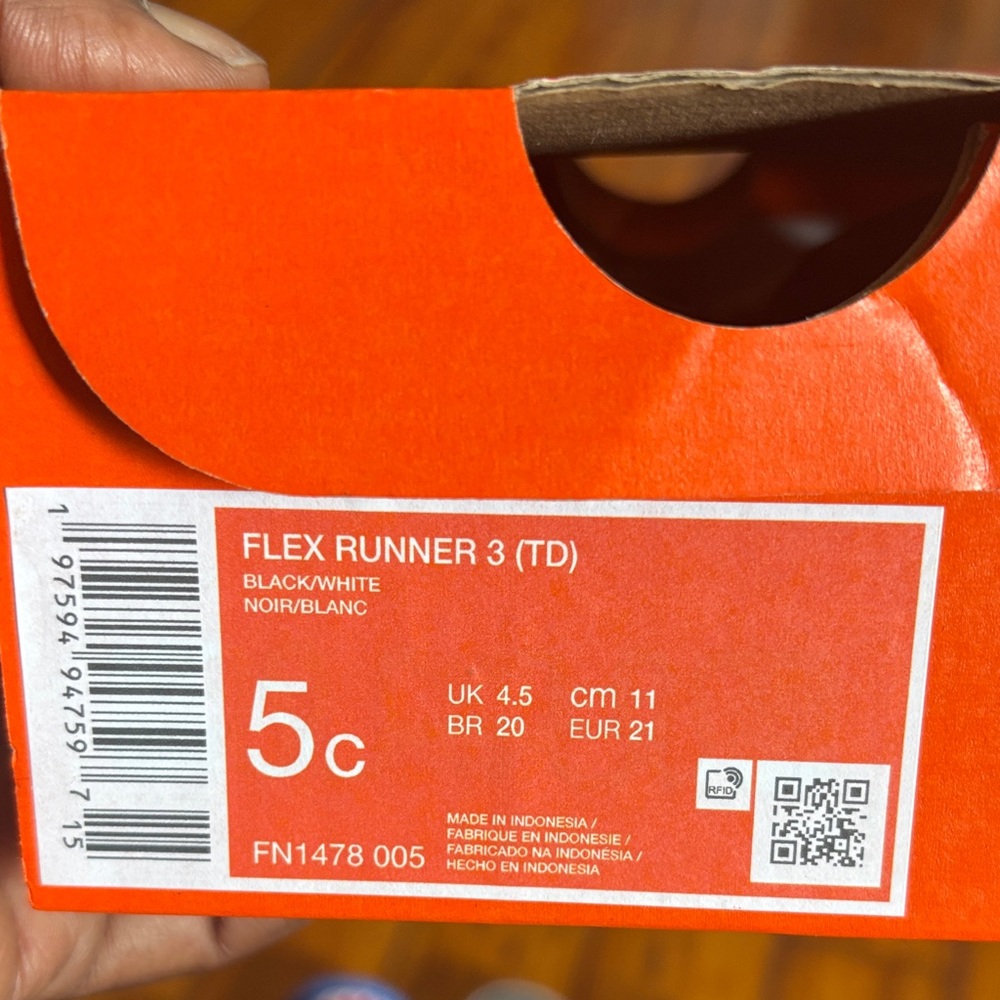 FLEX RUNNER 3 (TD)
BLACK/WHITE
NOIR/BLANC
5c
UK 4.5 cm 11
BR 20 EUR 21
RFID
MADE IN INDONESIA /
FABRIQUE EN INDONESIE /
FABRICADO NA INDONÉSIA /
HECHO EN INDONESIA
FN1478 005
1 97594 94759 7 15